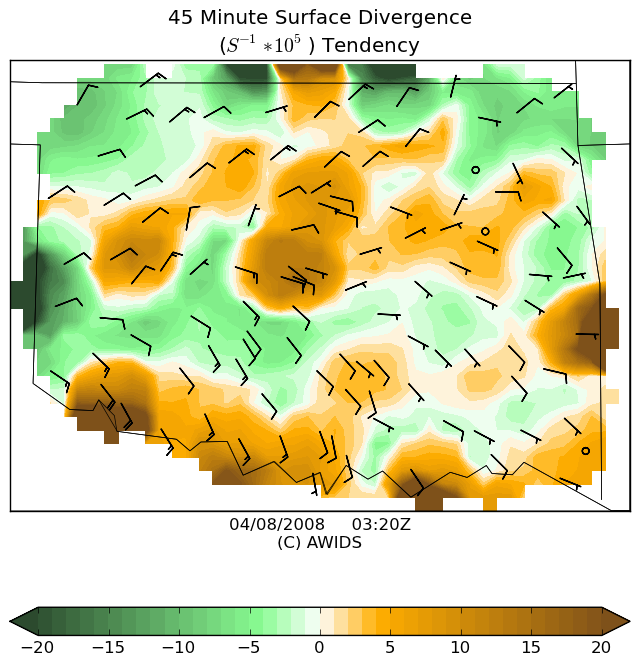 45 Minute Surface Divergence
(S⁻¹ *10⁵ ) Tendency
04/08/2008 03:20Z
(C) AWIDS
−20 −15 −10 −5 0 5 10 15 20